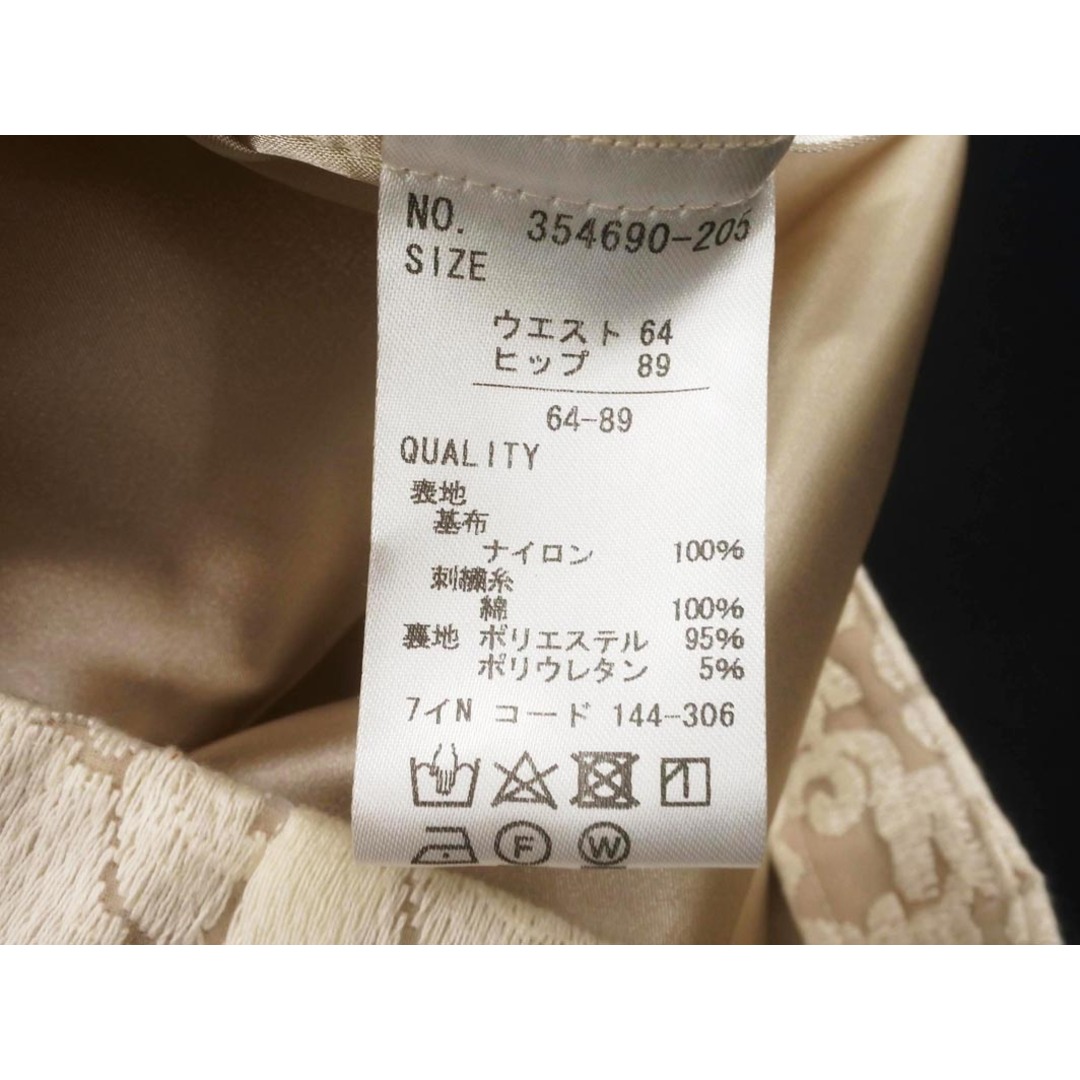 NO. 354690-205
SIZE
ウエスト 64
ヒップ 89
64-89
QUALITY
表地
基布
ナイロン 100%
刺繍糸
綿 100%
裏地 ポリエステル 95%
ポリウレタン 5%
7イN コード 144-306
F W